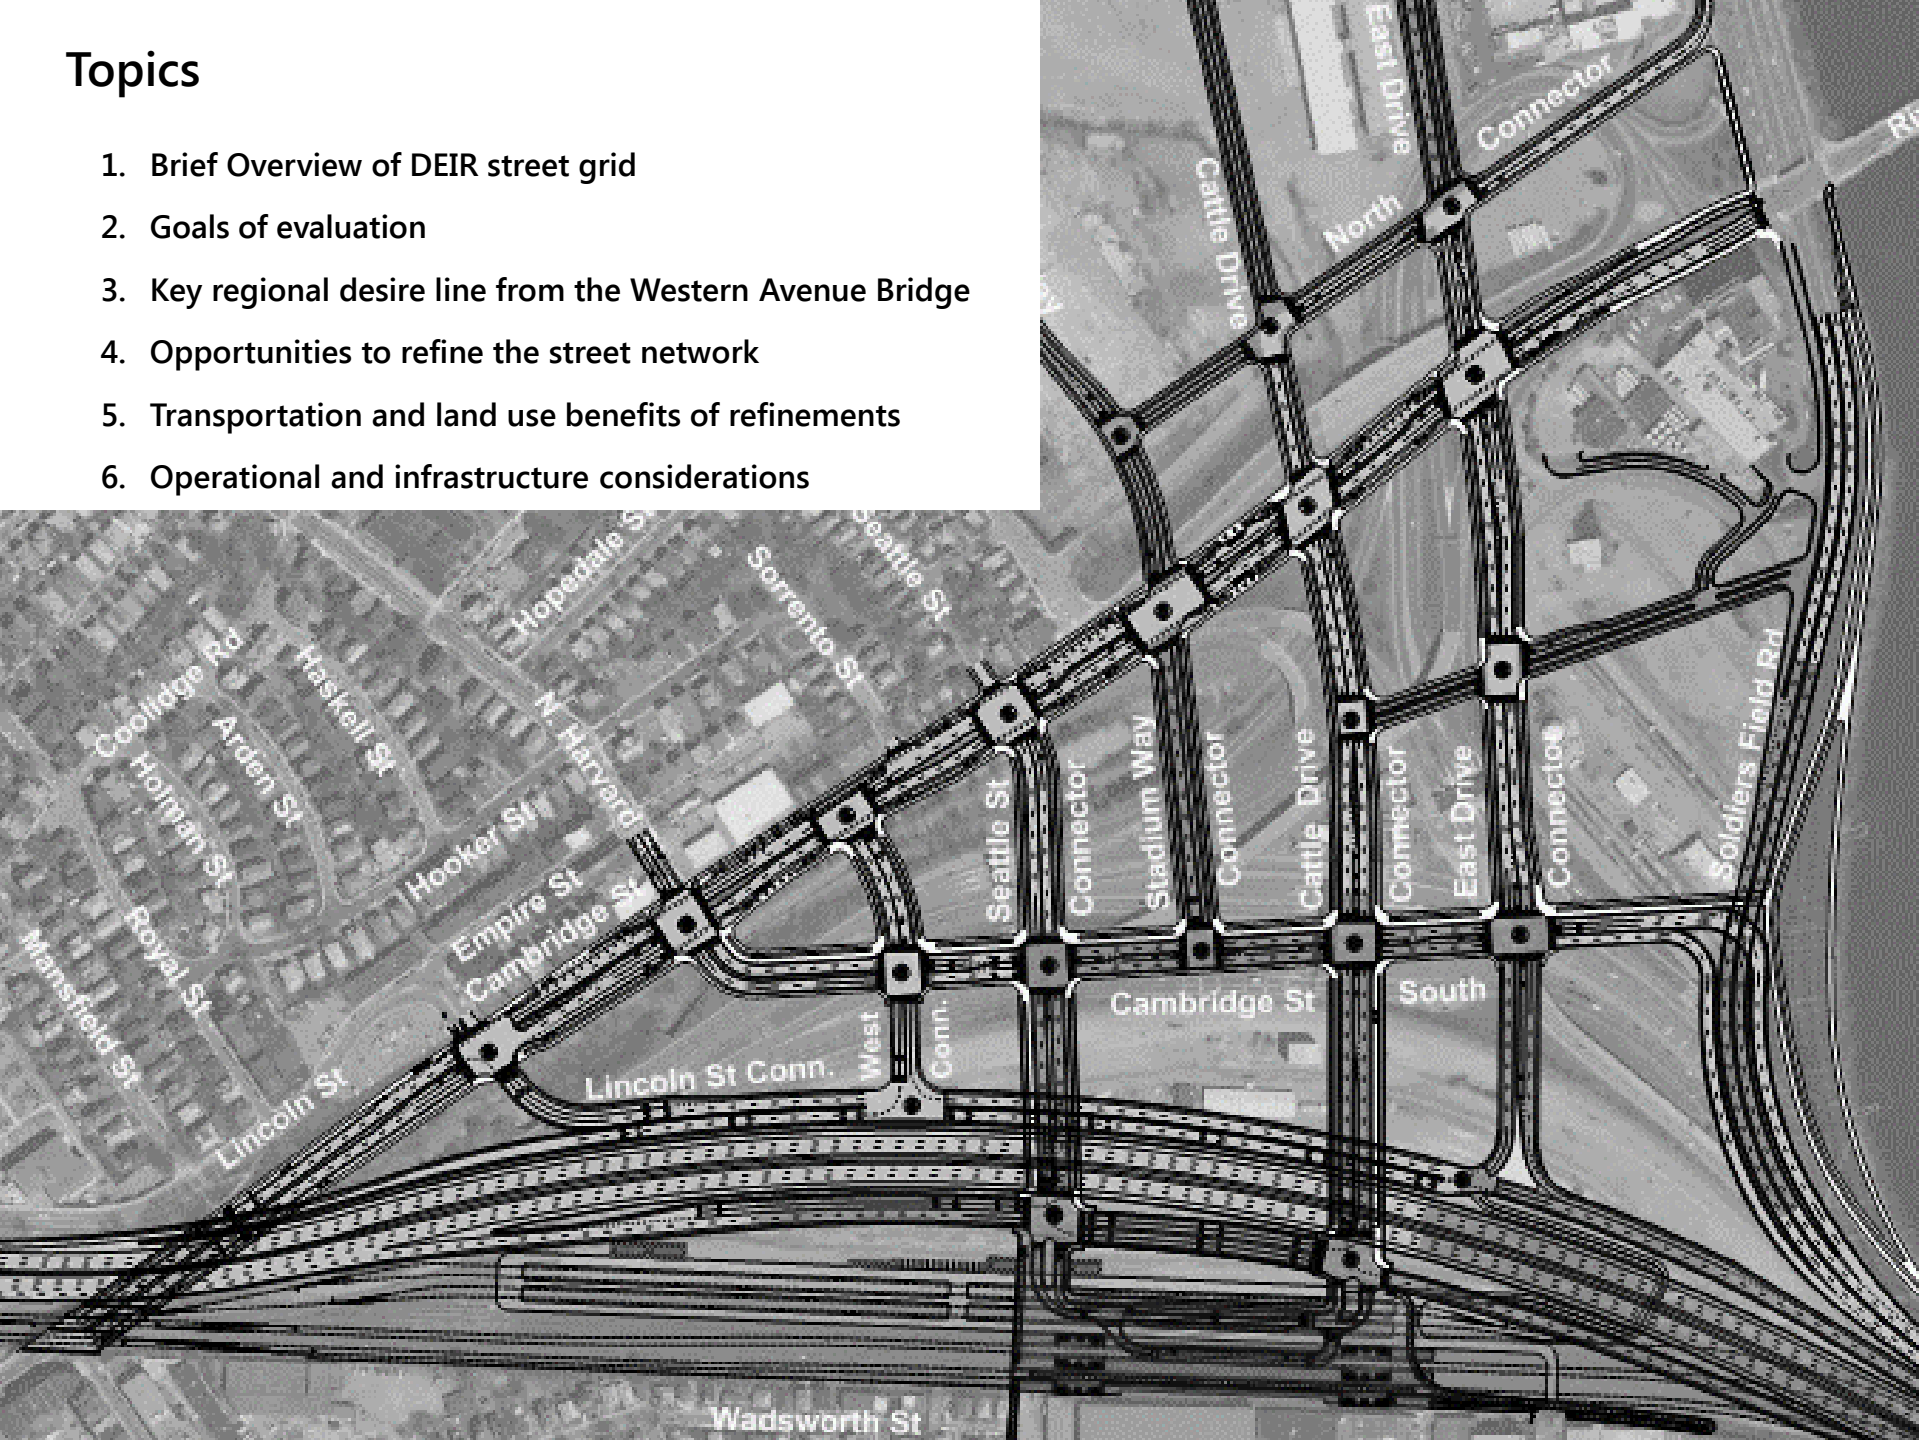 Topics
1. Brief Overview of DEIR street grid
2. Goals of evaluation
3. Key regional desire line from the Western Avenue Bridge
4. Opportunities to refine the street network
5. Transportation and land use benefits of refinements
6. Operational and infrastructure considerations
East Drive
Connector
North
Cattle Drive
Hopedale St
Seattle St
Sorrento St
Coolidge Rd
Haskell St
Arden St
Holman St
N. Harvard
Hooker St
Empire St
Cambridge St
Royal St
Mansfield St
Lincoln St
Lincoln St Conn.
West
Conn.
Seattle St
Connector
Stadium Way
Connector
Cattle Drive
Connector
East Drive
Connector
Soldiers Field Rd
Cambridge St
South
Wadsworth St